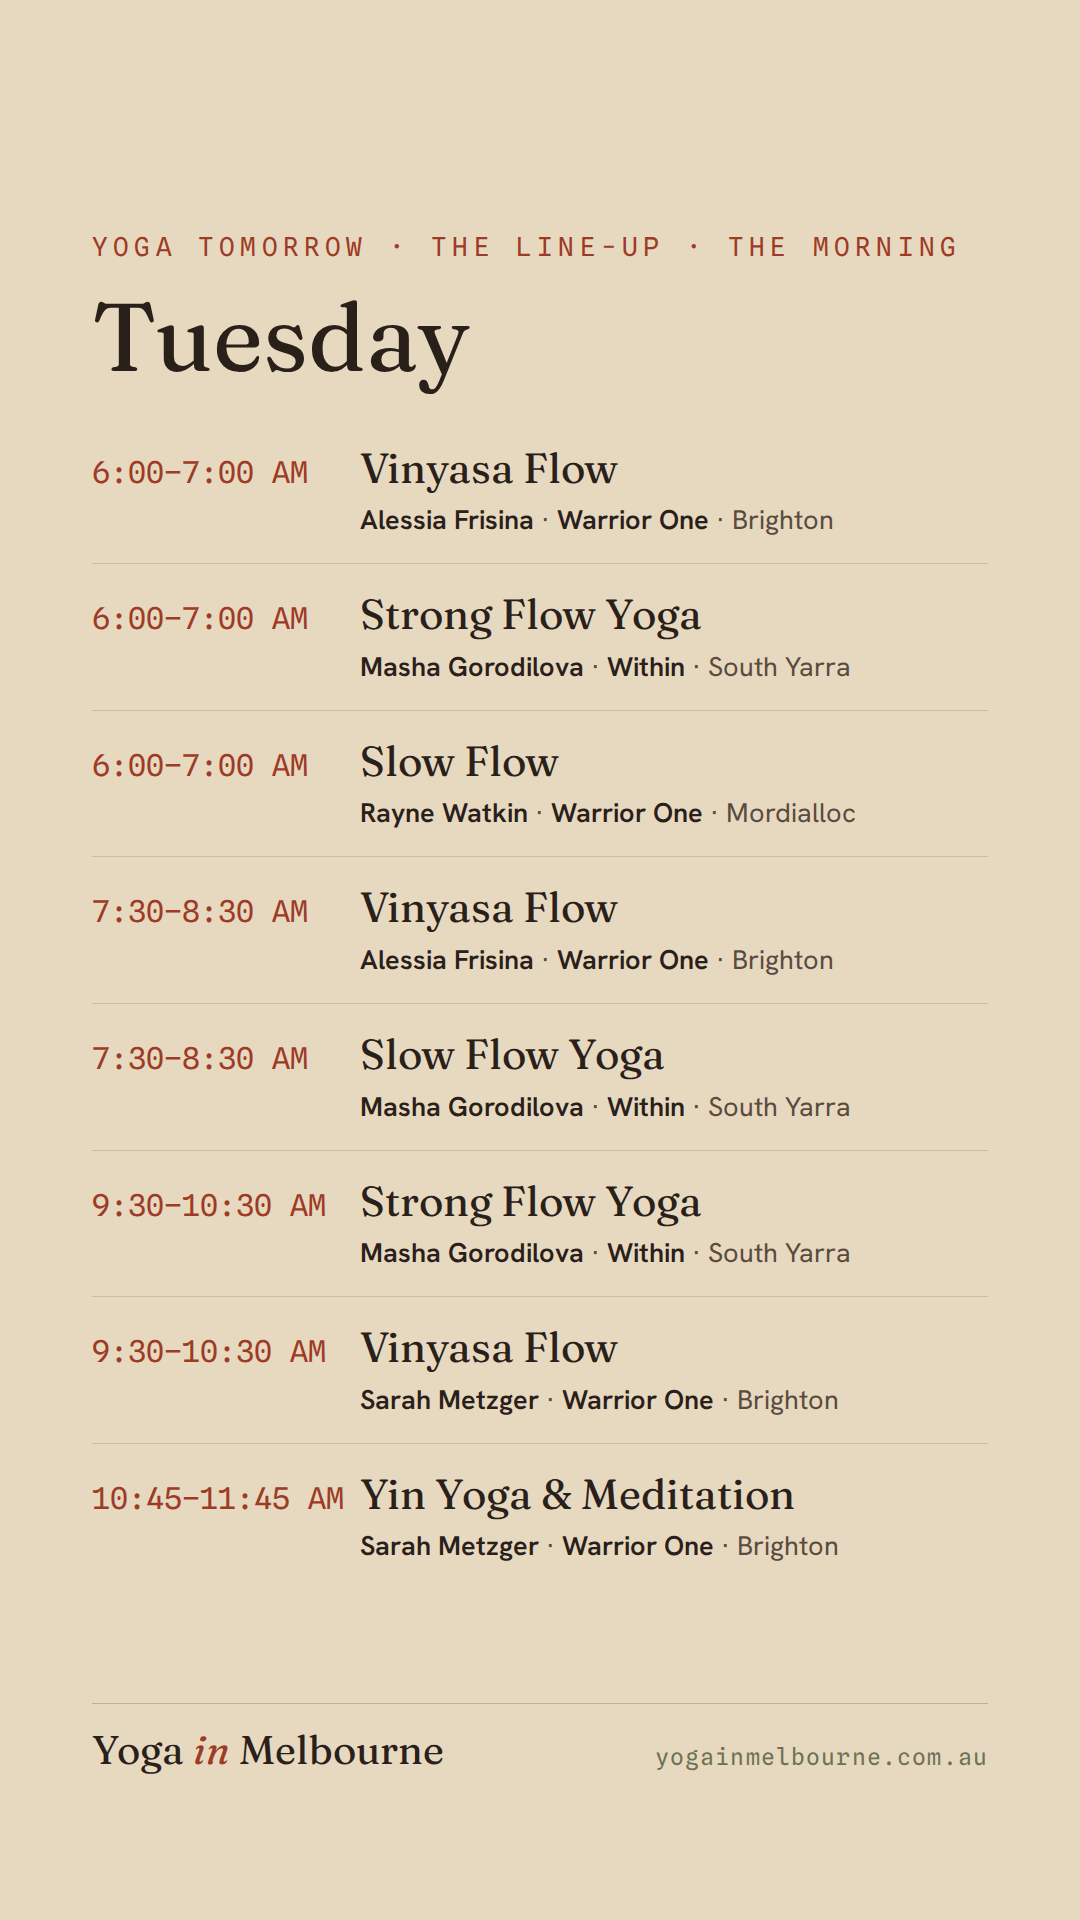 YOGA TOMORROW · THE LINE-UP · THE MORNING
Tuesday
6:00–7:00 AM Vinyasa Flow
Alessia Frisina · Warrior One · Brighton
6:00–7:00 AM Strong Flow Yoga
Masha Gorodilova · Within · South Yarra
6:00–7:00 AM Slow Flow
Rayne Watkin · Warrior One · Mordialloc
7:30–8:30 AM Vinyasa Flow
Alessia Frisina · Warrior One · Brighton
7:30–8:30 AM Slow Flow Yoga
Masha Gorodilova · Within · South Yarra
9:30–10:30 AM Strong Flow Yoga
Masha Gorodilova · Within · South Yarra
9:30–10:30 AM Vinyasa Flow
Sarah Metzger · Warrior One · Brighton
10:45–11:45 AM Yin Yoga & Meditation
Sarah Metzger · Warrior One · Brighton
Yoga in Melbourne yogainmelbourne.com.au